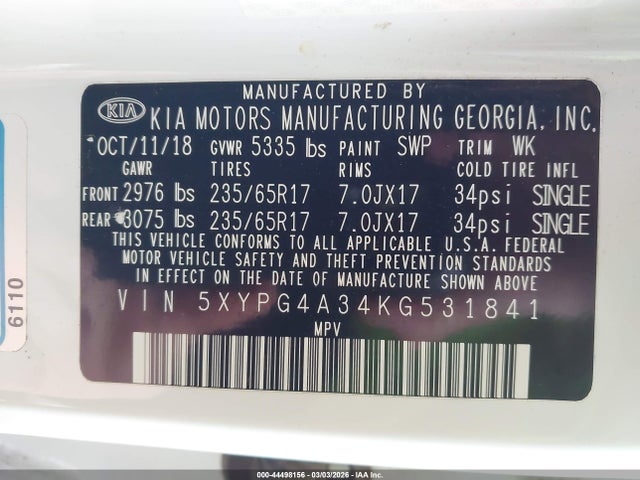 MANUFACTURED BY
KIA KIA MOTORS MANUFACTURING GEORGIA, INC.
OCT/11/18 GVWR 5335 lbs PAINT SWP TRIM WK
GAWR TIRES RIMS COLD TIRE INFL
FRONT 2976 lbs 235/65R17 7.0JX17 34psi SINGLE
REAR 3075 lbs 235/65R17 7.0JX17 34psi SINGLE
THIS VEHICLE CONFORMS TO ALL APPLICABLE U.S.A. FEDERAL
MOTOR VEHICLE SAFETY AND THEFT PREVENTION STANDARDS
IN EFFECT ON THE DATE OF MANUFACTURE SHOWN ABOVE.
VIN 5XYPG4A34KG531841
MPV
6110
000-44498156 - 03/03/2026 - IAA Inc.